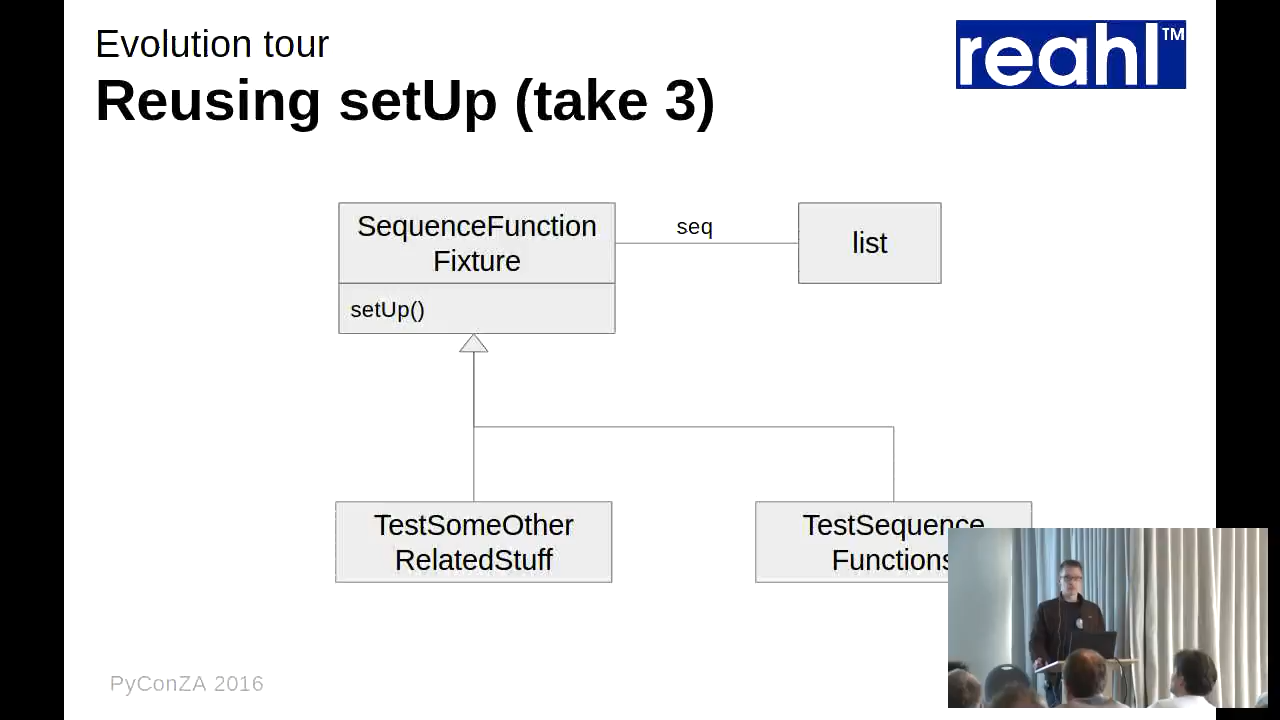 Evolution tour
Reusing setUp (take 3)
reahl™
SequenceFunction
Fixture
seq
list
setUp()
TestSomeOther
RelatedStuff
TestSequence
Functions
PyConZA 2016